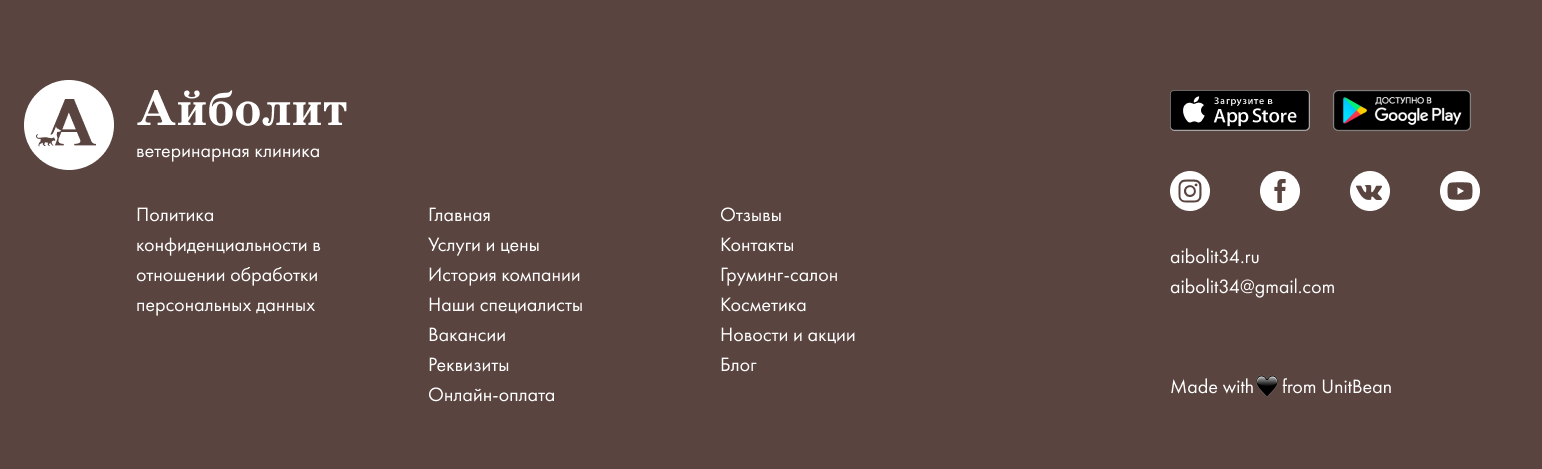 А
Айболит
ветеринарная клиника
Политика
конфиденциальности в
отношении обработки
персональных данных
Главная
Услуги и цены
История компании
Наши специалисты
Вакансии
Реквизиты
Онлайн-оплата
Отзывы
Контакты
Груминг-салон
Косметика
Новости и акции
Блог
Загрузите в
App Store
ДОСТУПНО В
Google Play
aibolit34.ru
aibolit34@gmail.com
Made with🖤from UnitBean